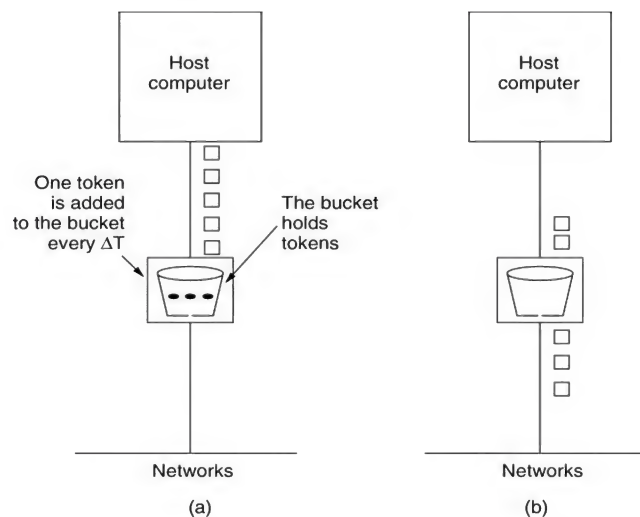 Host
computer
Host
computer
One token
is added
to the bucket
every ΔT
The bucket
holds
tokens
Networks
Networks
(a)
(b)